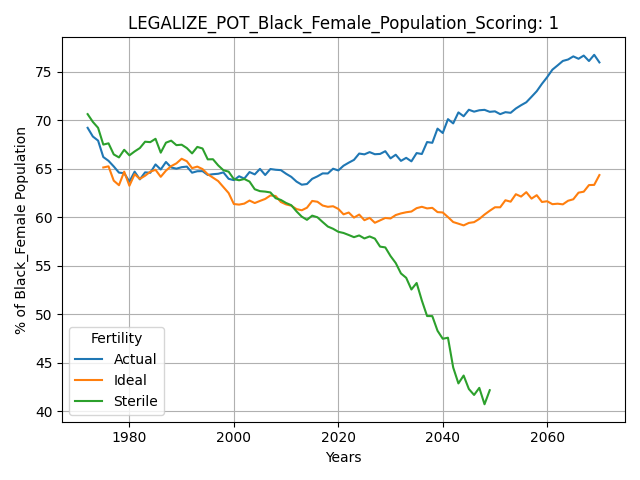 LEGALIZE_POT_Black_Female_Population_Scoring: 1
% of Black_Female Population
75
70
65
60
55
50
45
40
Fertility
Actual
Ideal
Sterile
1980 2000 2020 2040 2060
Years